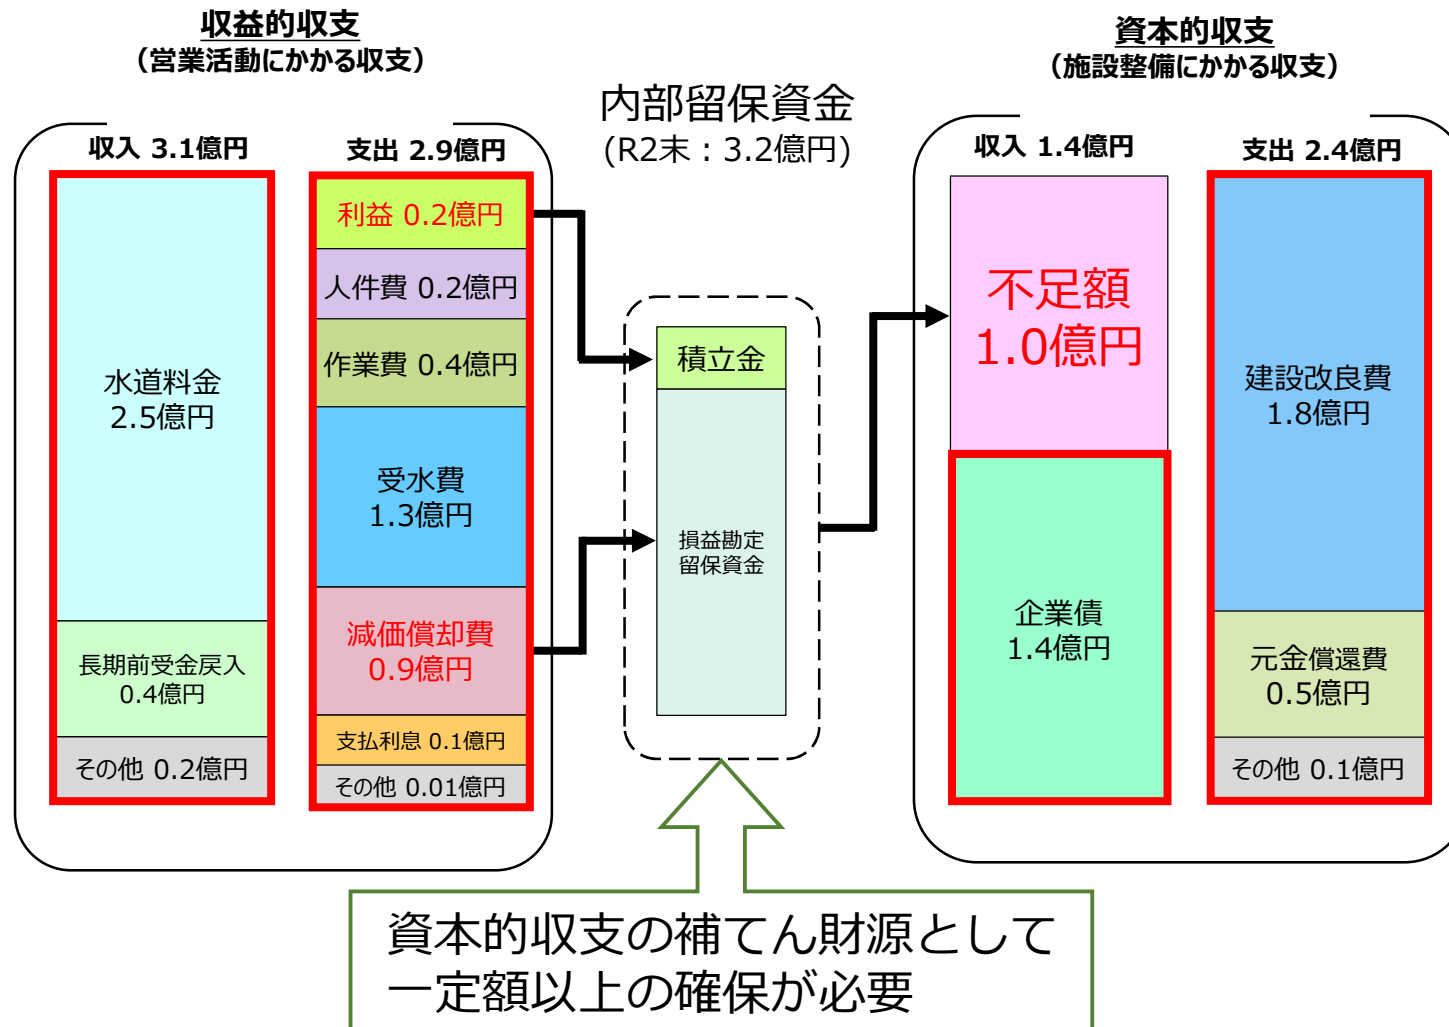 収益的収支
（営業活動にかかる収支）
収入 3.1億円
水道料金
2.5億円
長期前受金戻入
0.4億円
その他 0.2億円
支出 2.9億円
利益 0.2億円
人件費 0.2億円
作業費 0.4億円
受水費
1.3億円
減価償却費
0.9億円
支払利息 0.1億円
その他 0.01億円
内部留保資金
(R2末：3.2億円)
積立金
損益勘定
留保資金
資本的収支
（施設整備にかかる収支）
収入 1.4億円
不足額
1.0億円
企業債
1.4億円
支出 2.4億円
建設改良費
1.8億円
元金償還費
0.5億円
その他 0.1億円
資本的収支の補てん財源として
一定額以上の確保が必要